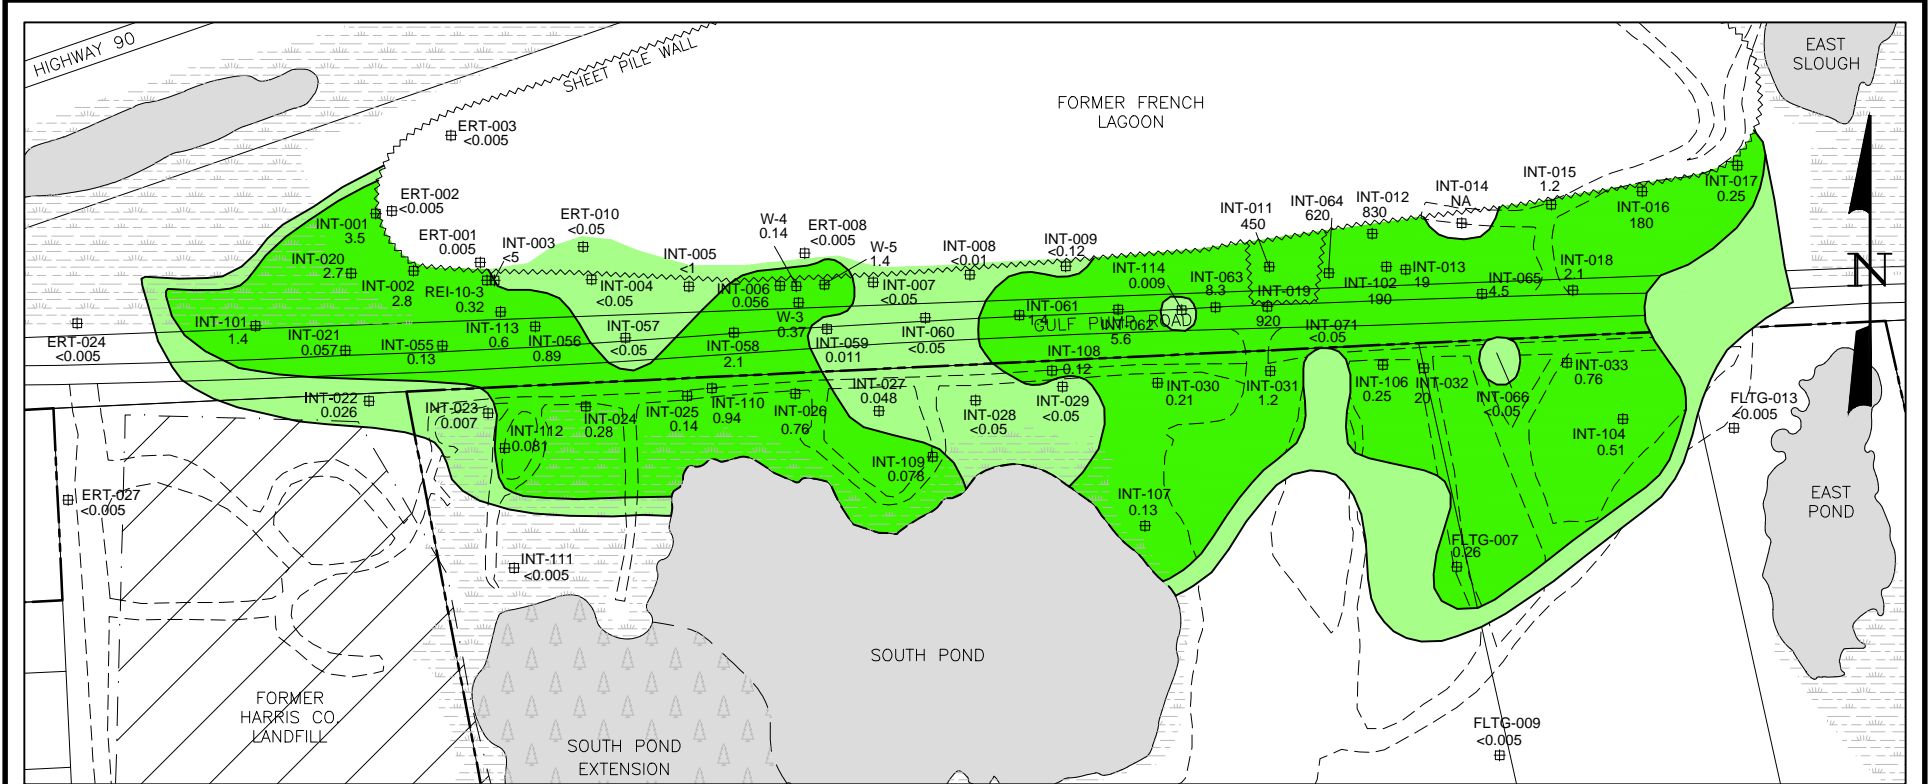 HIGHWAY 90
SHEET PILE WALL
FORMER FRENCH
LAGOON
EAST
SLOUGH
ERT-003
<0.005
ERT-002
<0.005
INT-001
3.5
ERT-001
0.005
INT-003
<5
ERT-010
<0.05
INT-005
<1
W-4
0.14
ERT-008
<0.005
W-5
1.4
INT-008
<0.01
INT-009
<0.12
INT-011
450
INT-064
620
INT-012
830
INT-014
NA
INT-015
1.2
INT-016
180
INT-017
0.25
INT-020
2.7
INT-002
2.8
REI-10-3
0.32
INT-004
<0.05
INT-006
0.056
INT-007
<0.05
INT-114
0.009
INT-063
8.3
INT-019
920
INT-102
190
INT-013
19
INT-065
4.5
INT-018
2.1
N
ERT-024
<0.005
INT-101
1.4
INT-021
0.057
INT-055
0.13
INT-113
0.6
INT-056
0.89
INT-057
<0.05
INT-058
2.1
W-3
0.37
INT-059
0.011
INT-060
<0.05
INT-061
GULF PUMP ROAD
INT-062
5.6
INT-071
<0.05
INT-108
0.12
INT-022
0.026
INT-023
0.007
INT-112
0.081
INT-024
0.28
INT-025
0.14
INT-110
0.94
INT-026
0.76
INT-027
0.048
INT-028
<0.05
INT-029
<0.05
INT-030
0.21
INT-031
1.2
INT-106
0.25
INT-032
20
INT-066
<0.05
INT-033
0.76
FLTG-013
<0.005
INT-104
0.51
INT-109
0.078
INT-107
0.13
ERT-027
<0.005
EAST
POND
INT-111
<0.005
FLTG-007
0.26
SOUTH POND
FORMER
HARRIS CO.
LANDFILL
SOUTH POND
EXTENSION
FLTG-009
<0.005